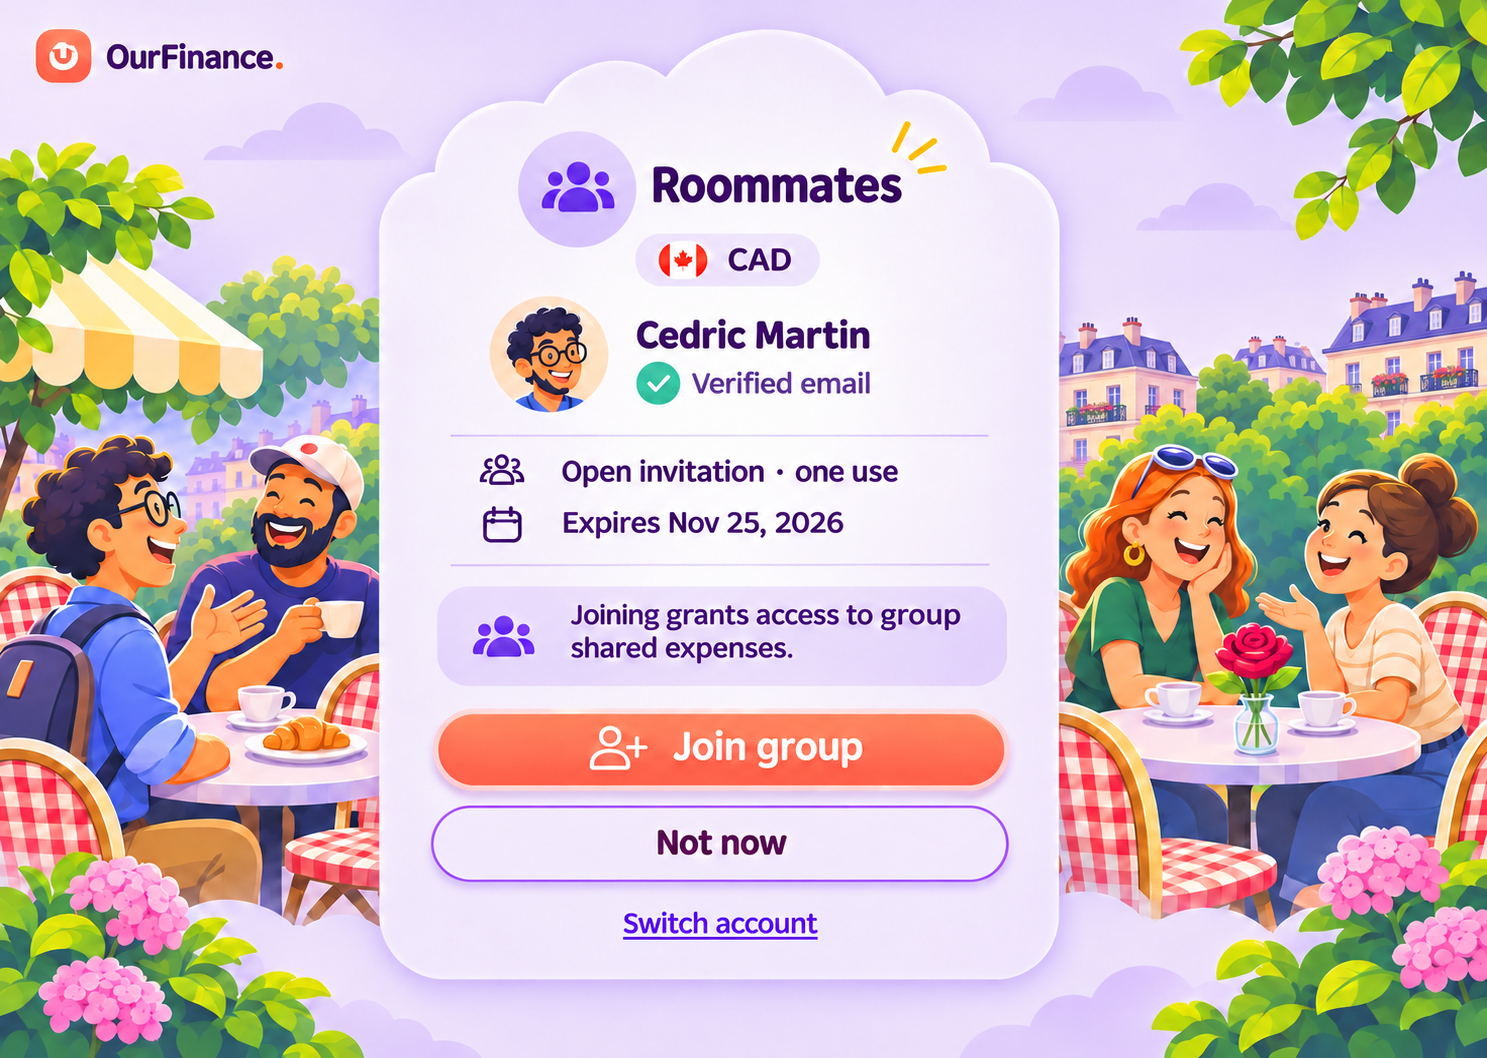 OurFinance.
Roommates
CAD
Cedric Martin
Verified email
Open invitation · one use
Expires Nov 25, 2026
Joining grants access to group
shared expenses.
Join group
Not now
Switch account